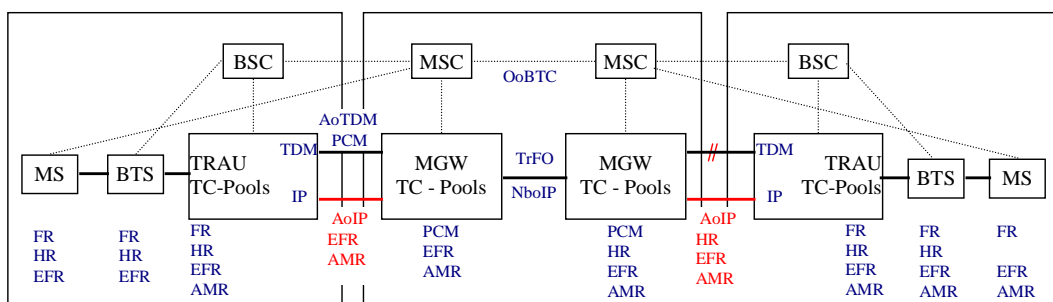 BSC
MSC
MSC
BSC
OoBTC
AoTDM
PCM
TDM
TRAU
TC-Pools
IP
MGW
TC - Pools
TrFO
NboIP
MGW
TC - Pools
//
TDM
TRAU
TC-Pools
IP
MS
BTS
BTS
MS
AoIP
EFR
AMR
AoIP
HR
EFR
AMR
FR
HR
EFR
FR
HR
EFR
FR
HR
EFR
AMR
PCM
EFR
AMR
PCM
HR
EFR
AMR
FR
HR
EFR
AMR
FR
HR
EFR
AMR
FR
EFR
AMR